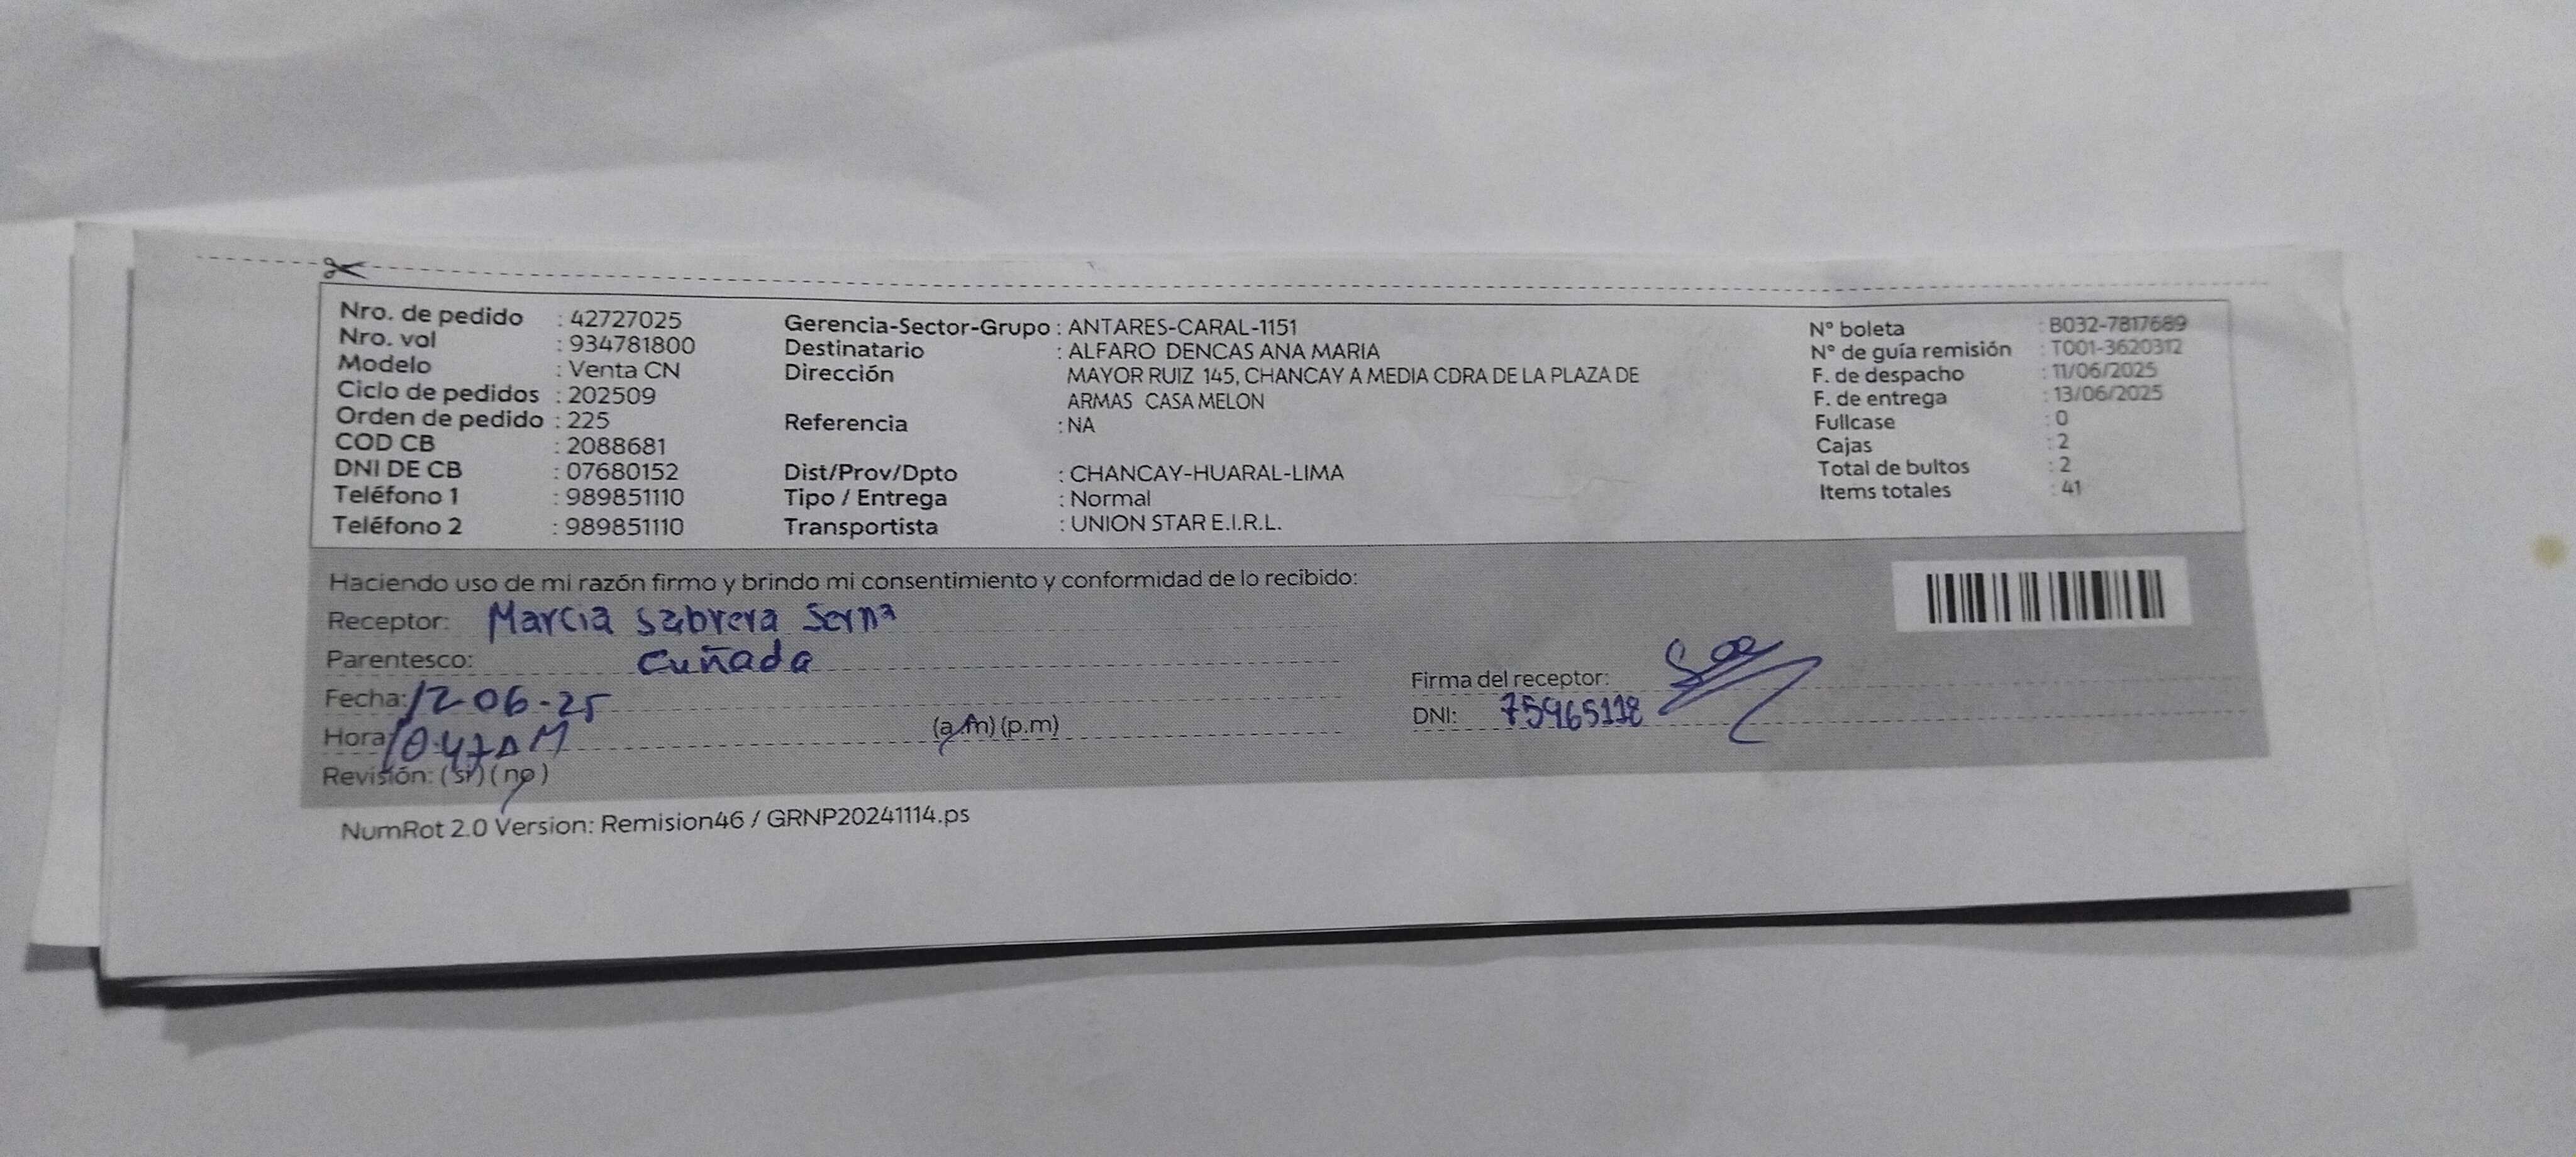 Nro. de pedido : 42727025
Nro. vol : 934781800
Modelo : Venta CN
Ciclo de pedidos : 202509
Orden de pedido : 225
COD CB : 2088681
DNI DE CB : 07680152
Teléfono 1 : 989851110
Teléfono 2 : 989851110
Gerencia-Sector-Grupo : ANTARES-CARAL-1151
Destinatario : ALFARO DENCAS ANA MARIA
Dirección MAYOR RUIZ 145, CHANCAY A MEDIA CDRA DE LA PLAZA DE
ARMAS CASA MELON
Referencia : NA
Dist/Prov/Dpto : CHANCAY-HUARAL-LIMA
Tipo / Entrega : Normal
Transportista : UNION STAR E.I.R.L.
N° boleta : B032-7817689
N° de guía remisión : T001-3620312
F. de despacho : 11/06/2025
F. de entrega : 13/06/2025
Fullcase : 0
Cajas : 2
Total de bultos : 2
Items totales : 41
Haciendo uso de mi razón firmo y brindo mi consentimiento y conformidad de lo recibido:
Receptor: Marcia Sabrera Serna
Parentesco: Cuñada
Fecha: 12-06-25
Hora 10:47AM (a.m) (p.m)
Revisión: (si) (no)
Firma del receptor:
DNI: 75965118
NumRot 2.0 Version: Remision46 / GRNP20241114.ps